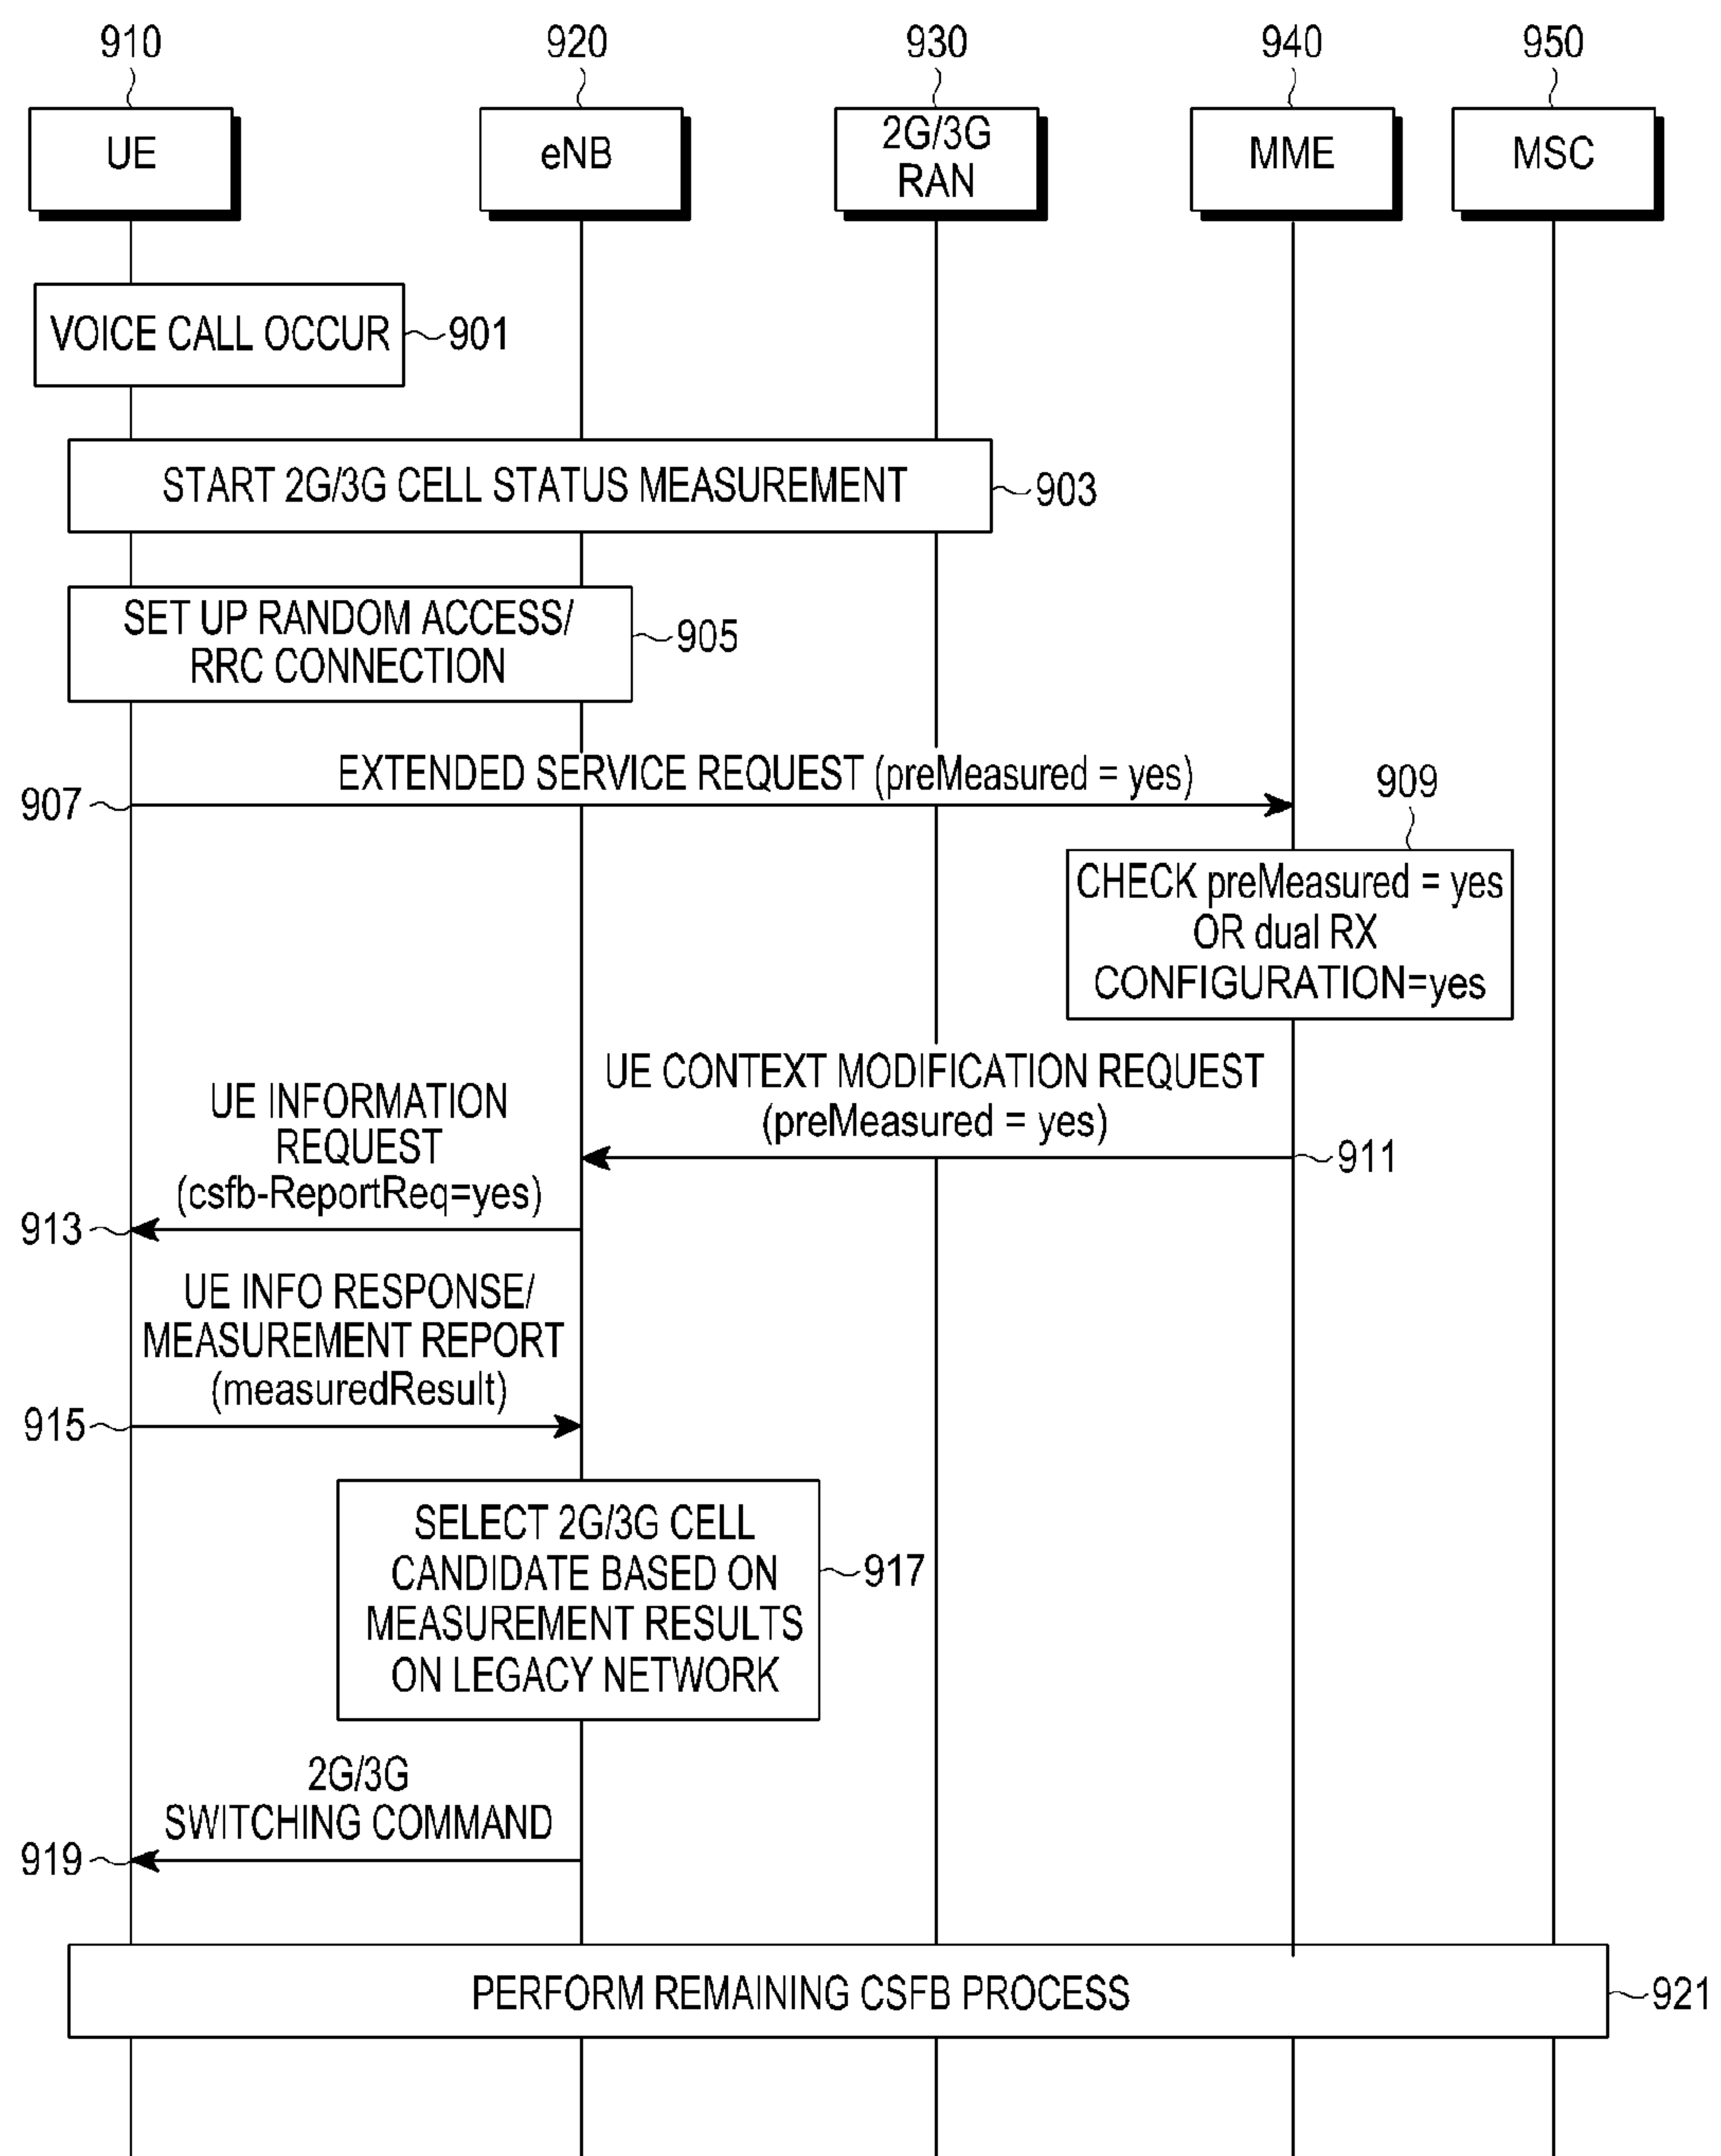 910
920
930
940
950
UE
eNB
2G/3G
RAN
MME
MSC
VOICE CALL OCCUR
901
START 2G/3G CELL STATUS MEASUREMENT
903
SET UP RANDOM ACCESS/
RRC CONNECTION
905
EXTENDED SERVICE REQUEST (preMeasured = yes)
907
909
CHECK preMeasured = yes
OR dual RX
CONFIGURATION=yes
UE CONTEXT MODIFICATION REQUEST
(preMeasured = yes)
911
UE INFORMATION
REQUEST
(csfb-ReportReq=yes)
913
UE INFO RESPONSE/
MEASUREMENT REPORT
(measuredResult)
915
SELECT 2G/3G CELL
CANDIDATE BASED ON
MEASUREMENT RESULTS
ON LEGACY NETWORK
917
2G/3G
SWITCHING COMMAND
919
PERFORM REMAINING CSFB PROCESS
921